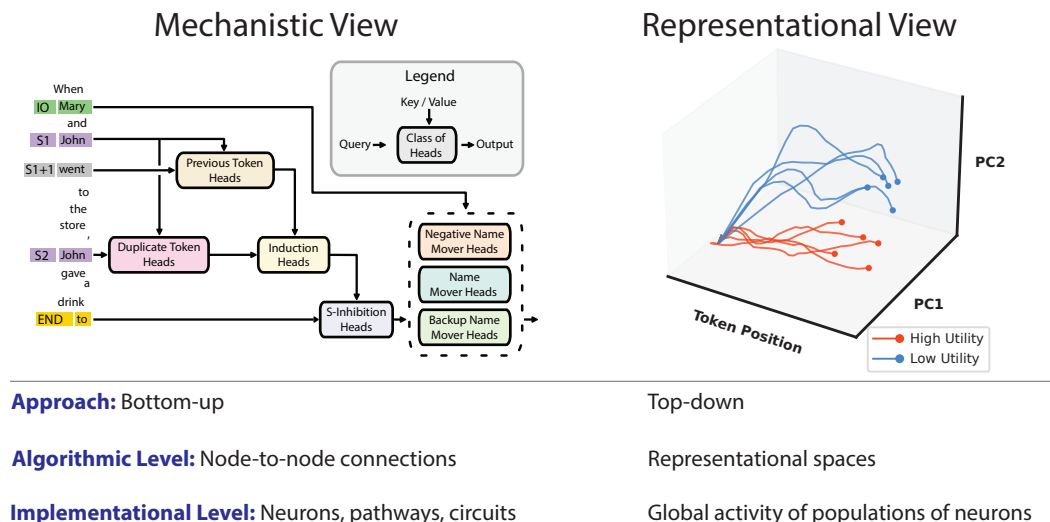 Mechanistic View
Representational View
When
IO Mary
and
S1 John
S1+1 went
to
the
store
,
S2 John
gave
a
drink
END to
Previous Token
Heads
Duplicate Token
Heads
Induction
Heads
S-Inhibition
Heads
Legend
Key / Value
Query
Class of
Heads
Output
Negative Name
Mover Heads
Name
Mover Heads
Backup Name
Mover Heads
PC2
PC1
Token Position
High Utility
Low Utility
Approach: Bottom-up
Top-down
Algorithmic Level: Node-to-node connections
Representational spaces
Implementational Level: Neurons, pathways, circuits
Global activity of populations of neurons